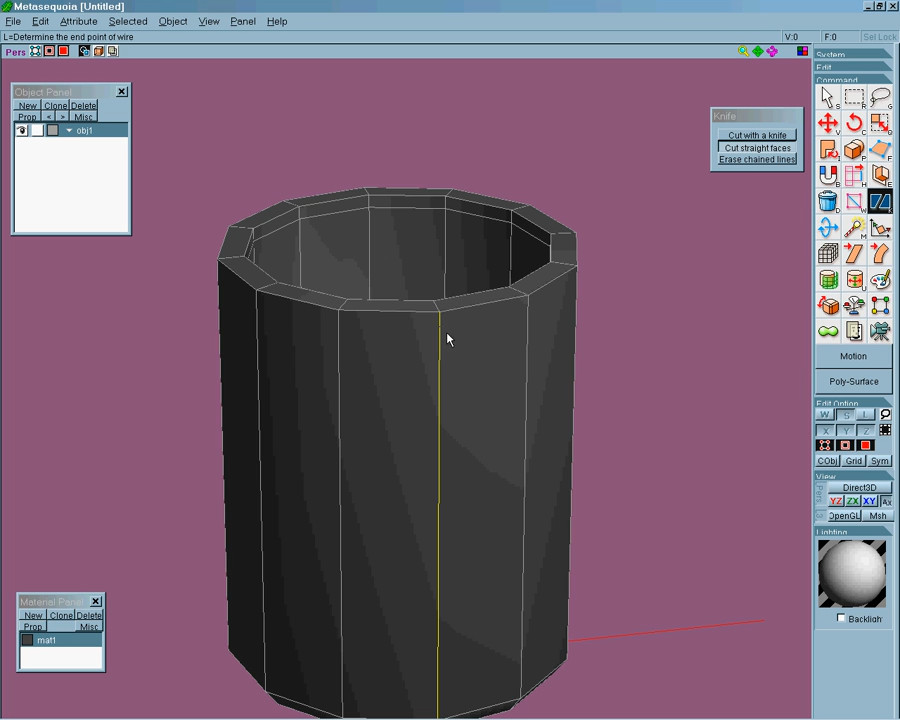 Metasequoia [Untitled]
File Edit Attribute Selected Object View Panel Help
L=Determine the end point of wire
V:0 F:0 Sel Lock
Pers
System
Edit
Command
Object Panel
New Clone Delete
Prop < > Misc
obj1
Knife
Cut with a knife
Cut straight faces
Erase chained lines
Motion
Poly-Surface
Edit Option
W S L
X Y Z
CObj Grid Sym
View
Pers
Direct3D
YZ ZX XY Ax
OpenGL Msh
Lighting
Backligh
Material Panel
New Clone Delete
Prop Misc
mat1